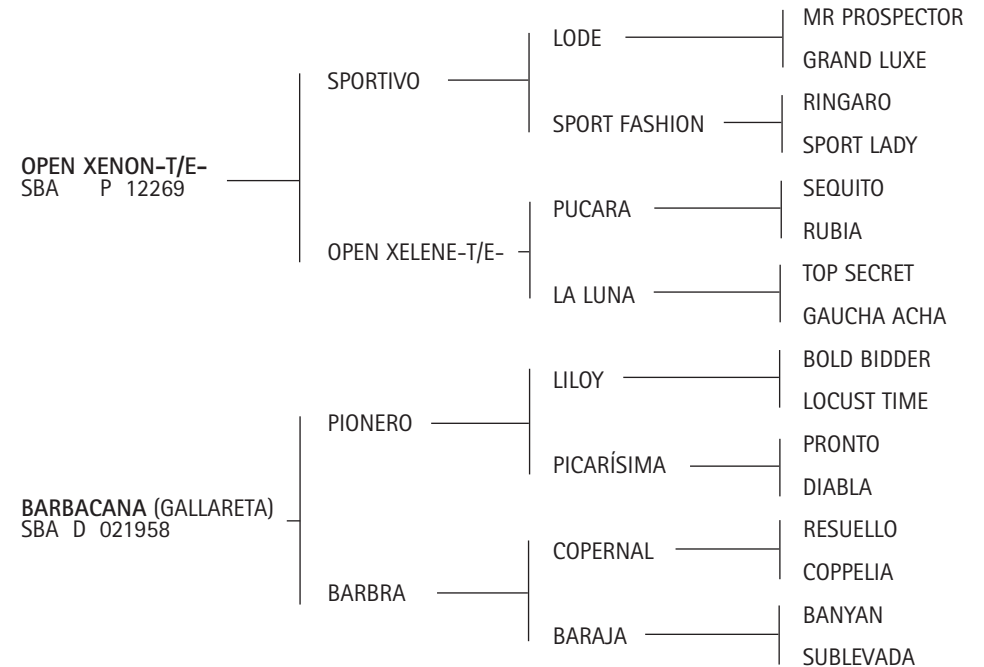 MR PROSPECTOR
LODE
GRAND LUXE
SPORTIVO
RINGARO
SPORT FASHION
SPORT LADY
OPEN XENON-T/E-
SBA P 12269
SEQUITO
PUCARA
RUBIA
OPEN XELENE-T/E-
TOP SECRET
LA LUNA
GAUCHA ACHA
BOLD BIDDER
LILOY
LOCUST TIME
PIONERO
PRONTO
PICARÍSIMA
DIABLA
BARBACANA (GALLARETA)
SBA D 021958
RESUELLO
COPERNAL
COPPELIA
BARBRA
BANYAN
BARAJA
SUBLEVADA